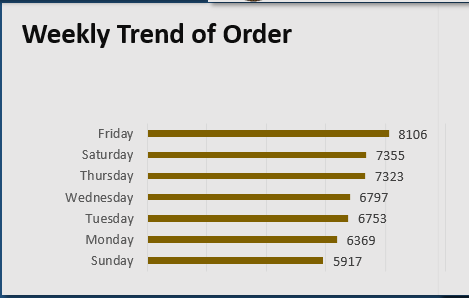 Weekly Trend of Order
Friday 8106
Saturday 7355
Thursday 7323
Wednesday 6797
Tuesday 6753
Monday 6369
Sunday 5917